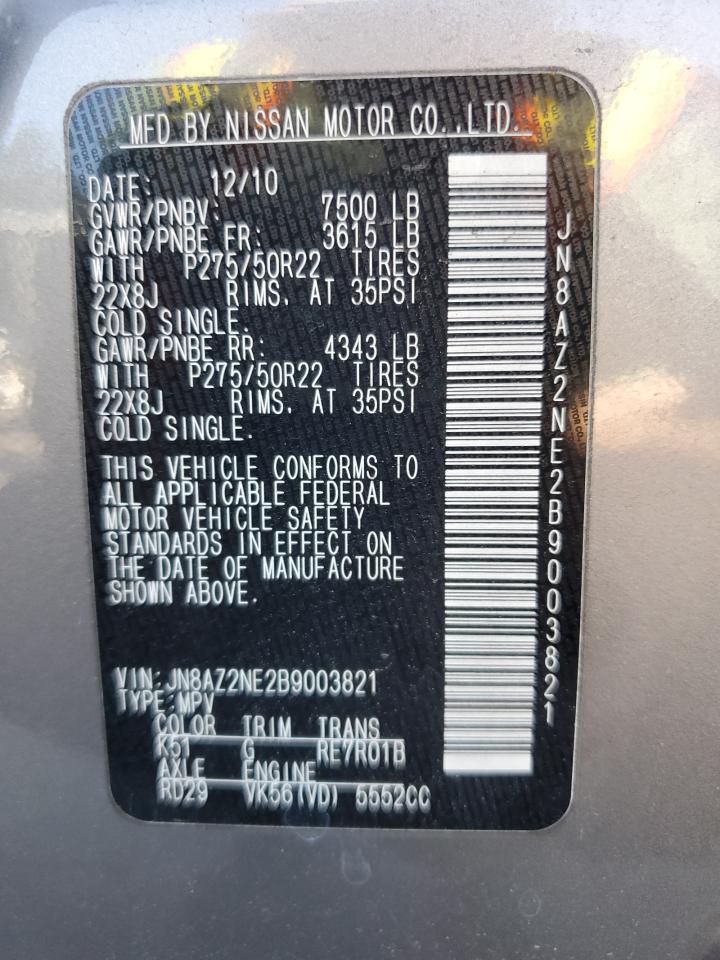 MFD BY NISSAN MOTOR CO.,LTD.
DATE: 12/10
GVWR/PNBV: 7500 LB
GAWR/PNBE FR: 3615 LB
WITH P275/50R22 TIRES
22X8J RIMS, AT 35PSI
COLD SINGLE.
GAWR/PNBE RR: 4343 LB
WITH P275/50R22 TIRES
22X8J RIMS, AT 35PSI
COLD SINGLE.
THIS VEHICLE CONFORMS TO
ALL APPLICABLE FEDERAL
MOTOR VEHICLE SAFETY
STANDARDS IN EFFECT ON
THE DATE OF MANUFACTURE
SHOWN ABOVE.
VIN:JN8AZ2NE2B9003821
TYPE:MPV
COLOR TRIM TRANS
K51 G RE7R01B
AXLE ENGINE
RD29 VK56(VD) 5552CC
JN8AZ2NE2B9003821